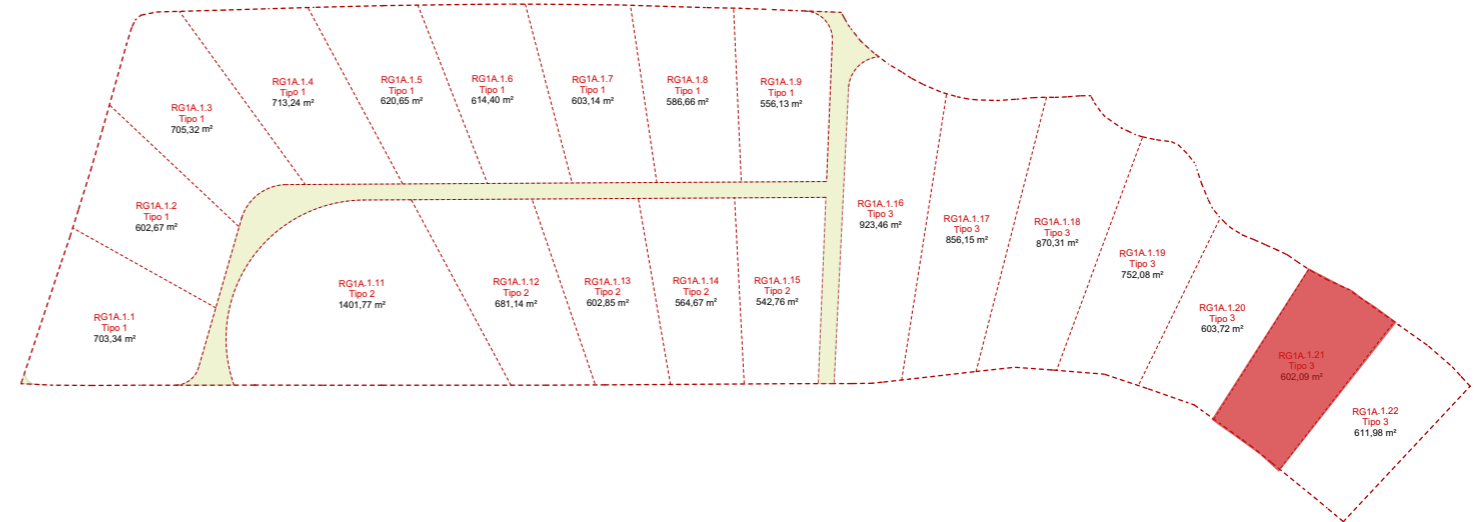 RG1A.1.1
Tipo 1
703,34 m²
RG1A.1.2
Tipo 1
602,67 m²
RG1A.1.3
Tipo 1
705,32 m²
RG1A.1.4
Tipo 1
713,24 m²
RG1A.1.5
Tipo 1
620,65 m²
RG1A.1.6
Tipo 1
614,40 m²
RG1A.1.7
Tipo 1
603,14 m²
RG1A.1.8
Tipo 1
586,66 m²
RG1A.1.9
Tipo 1
556,13 m²
RG1A.1.11
Tipo 2
1401,77 m²
RG1A.1.12
Tipo 2
681,14 m²
RG1A.1.13
Tipo 2
602,85 m²
RG1A.1.14
Tipo 2
564,67 m²
RG1A.1.15
Tipo 2
542,76 m²
RG1A.1.16
Tipo 3
923,46 m²
RG1A.1.17
Tipo 3
856,15 m²
RG1A.1.18
Tipo 3
870,31 m²
RG1A.1.19
Tipo 3
752,08 m²
RG1A.1.20
Tipo 3
603,72 m²
RG1A.1.21
Tipo 3
602,09 m²
RG1A.1.22
Tipo 3
611,98 m²